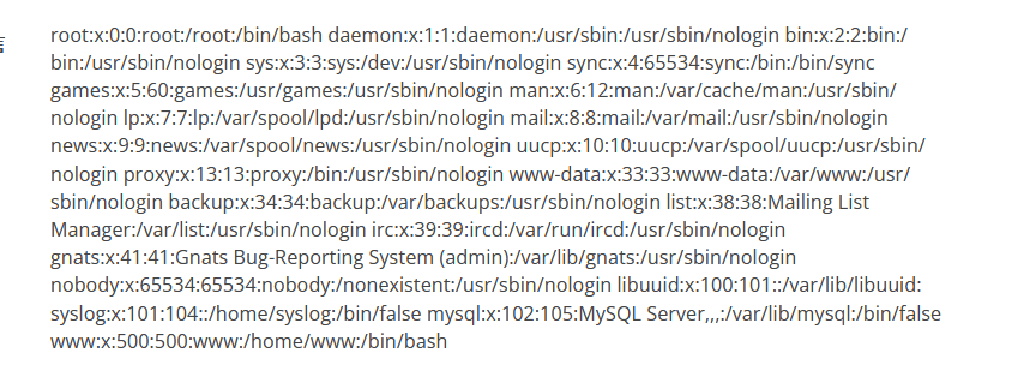 root:x:0:0:root:/root:/bin/bash daemon:x:1:1:daemon:/usr/sbin:/usr/sbin/nologin bin:x:2:2:bin:/
bin:/usr/sbin/nologin sys:x:3:3:sys:/dev:/usr/sbin/nologin sync:x:4:65534:sync:/bin:/bin/sync
games:x:5:60:games:/usr/games:/usr/sbin/nologin man:x:6:12:man:/var/cache/man:/usr/sbin/
nologin lp:x:7:7:lp:/var/spool/lpd:/usr/sbin/nologin mail:x:8:8:mail:/var/mail:/usr/sbin/nologin
news:x:9:9:news:/var/spool/news:/usr/sbin/nologin uucp:x:10:10:uucp:/var/spool/uucp:/usr/sbin/
nologin proxy:x:13:13:proxy:/bin:/usr/sbin/nologin www-data:x:33:33:www-data:/var/www:/usr/
sbin/nologin backup:x:34:34:backup:/var/backups:/usr/sbin/nologin list:x:38:38:Mailing List
Manager:/var/list:/usr/sbin/nologin irc:x:39:39:ircd:/var/run/ircd:/usr/sbin/nologin
gnats:x:41:41:Gnats Bug-Reporting System (admin):/var/lib/gnats:/usr/sbin/nologin
nobody:x:65534:65534:nobody:/nonexistent:/usr/sbin/nologin libuuid:x:100:101::/var/lib/libuuid:
syslog:x:101:104::/home/syslog:/bin/false mysql:x:102:105:MySQL Server,,,:/var/lib/mysql:/bin/false
www:x:500:500:www:/home/www:/bin/bash